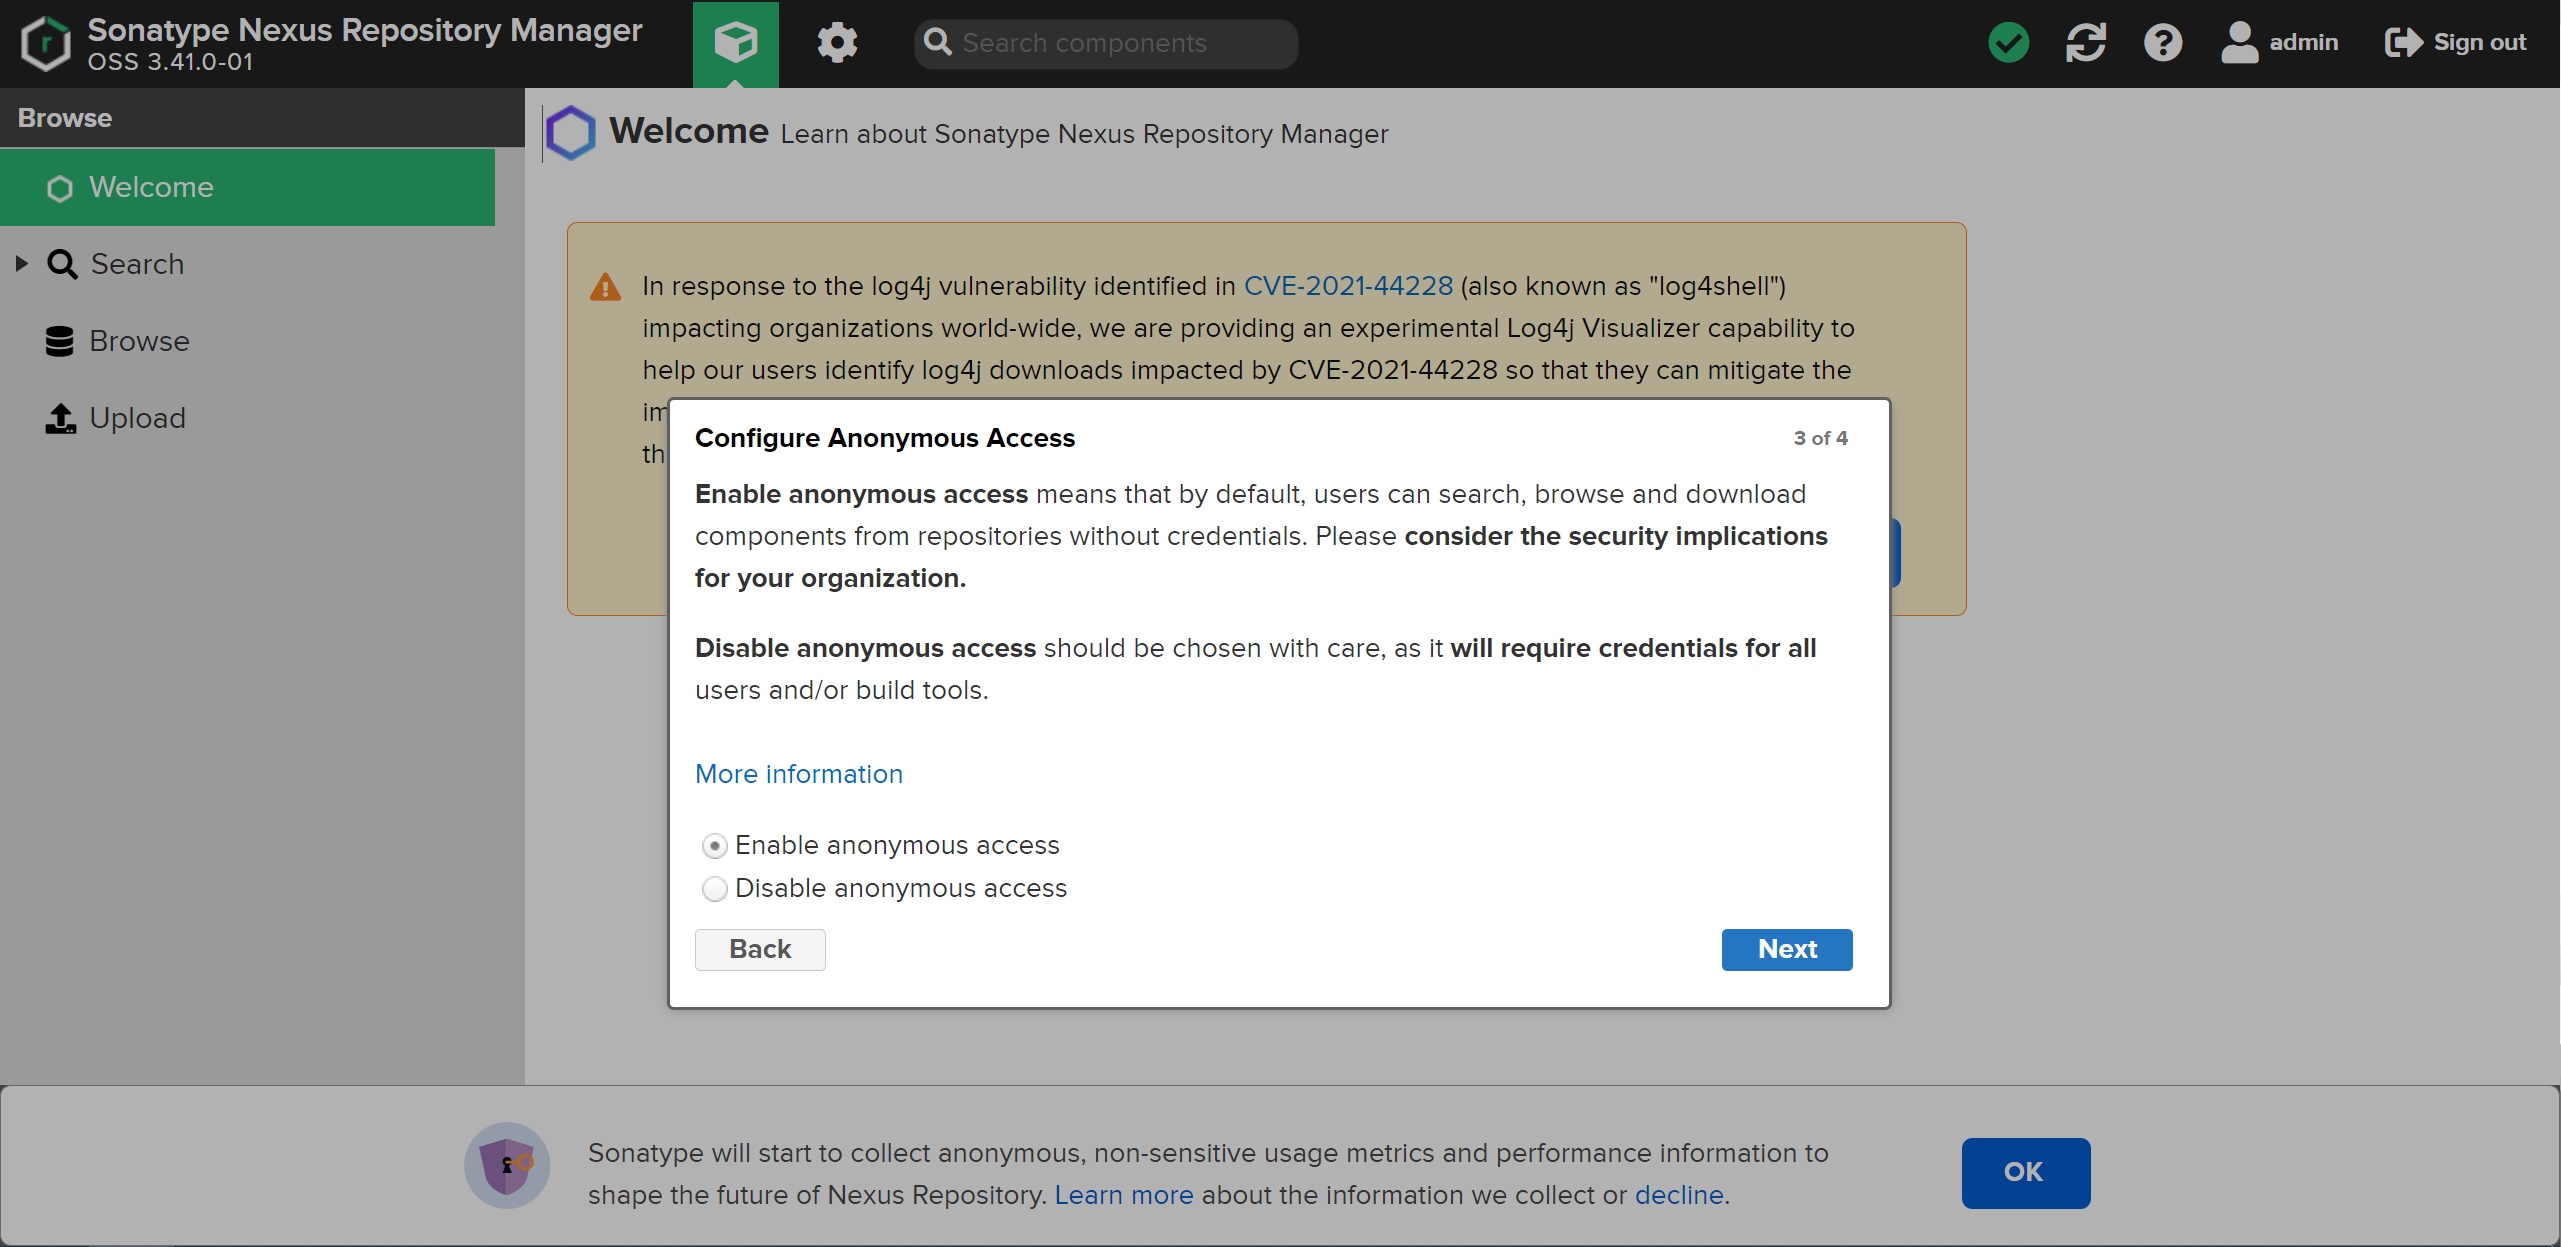 Sonatype Nexus Repository Manager
OSS 3.41.0-01
Search components
admin
Sign out
Browse
Welcome
Search
Browse
Upload
Welcome Learn about Sonatype Nexus Repository Manager
In response to the log4j vulnerability identified in CVE-2021-44228 (also known as "log4shell")
impacting organizations world-wide, we are providing an experimental Log4j Visualizer capability to
help our users identify log4j downloads impacted by CVE-2021-44228 so that they can mitigate the
Configure Anonymous Access
3 of 4
Enable anonymous access means that by default, users can search, browse and download
components from repositories without credentials. Please consider the security implications
for your organization.
Disable anonymous access should be chosen with care, as it will require credentials for all
users and/or build tools.
More information
Enable anonymous access
Disable anonymous access
Back
Next
Sonatype will start to collect anonymous, non-sensitive usage metrics and performance information to
shape the future of Nexus Repository. Learn more about the information we collect or decline.
OK